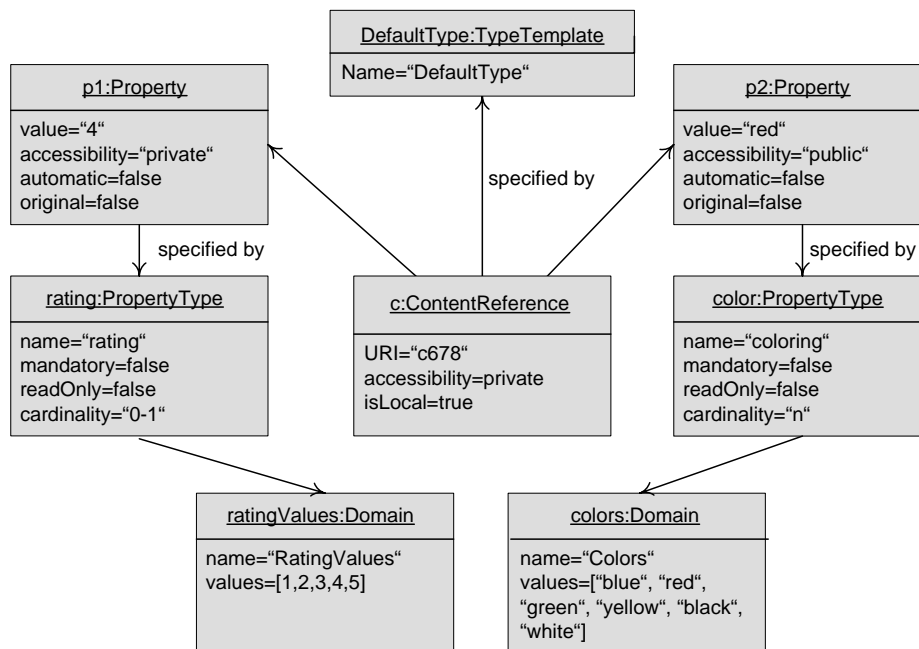 DefaultType:TypeTemplate
Name=“DefaultType“
p1:Property
value=“4“
accessibility=“private“
automatic=false
original=false
p2:Property
value=“red“
accessibility=“public“
automatic=false
original=false
specified by
specified by
specified by
rating:PropertyType
name=“rating“
mandatory=false
readOnly=false
cardinality=“0-1“
c:ContentReference
URI=“c678“
accessibility=private
isLocal=true
color:PropertyType
name=“coloring“
mandatory=false
readOnly=false
cardinality=“n“
ratingValues:Domain
name=“RatingValues“
values=[1,2,3,4,5]
colors:Domain
name=“Colors“
values=[“blue“, “red“,
“green“, “yellow“, “black“,
“white“]